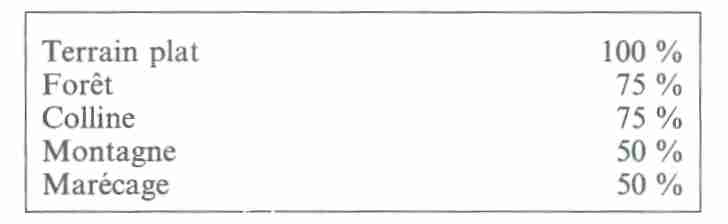 Terrain plat 100 %
Forêt 75 %
Colline 75 %
Montagne 50 %
Marécage 50 %